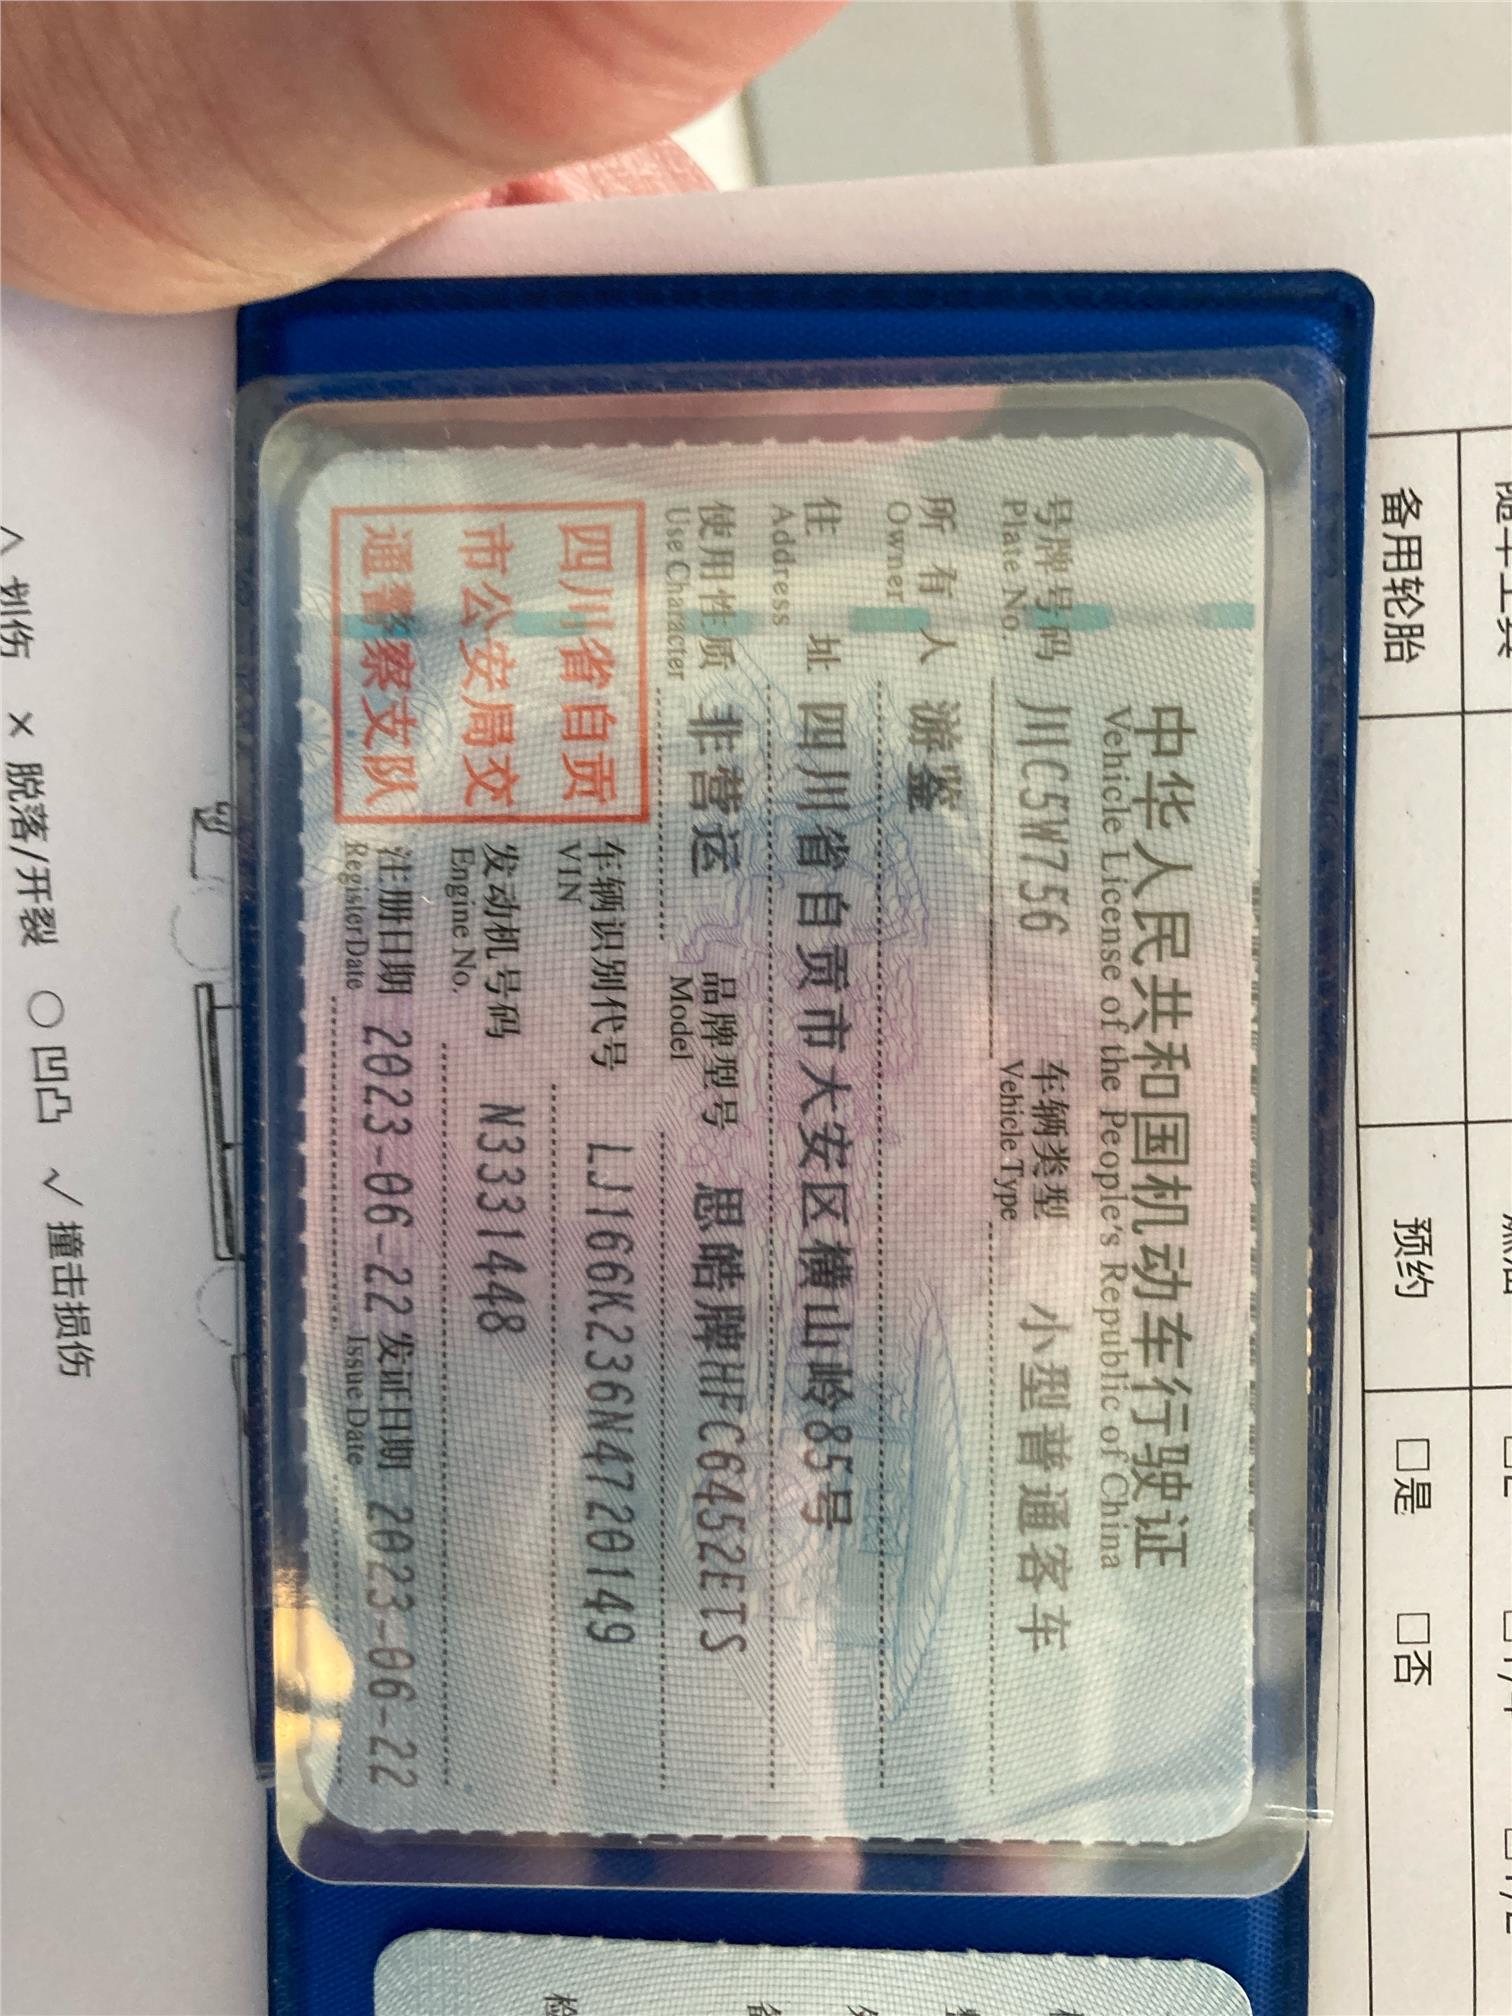 中华人民共和国机动车行驶证
Vehicle License of the People's Republic of China
号牌号码 川C5W756 车辆类型 小型普通客车
Plate No. Vehicle Type
所有人 游鉴
Owner
住址 四川省自贡市大安区横山岭85号
Address
使用性质 非营运 品牌型号 思皓牌HFC6452ETS
Use Character Model
四川省自贡
市公安局交
通警察支队
车辆识别代号 LJ166K236N4720149
VIN
发动机号码 N3331448
Engine No.
注册日期 2023-06-22 发证日期 2023-06-22
Register Date Issue Date
备用轮胎 预约 □是 □否
△ 划伤 × 脱落/开裂 ○ 凹凸 √ 撞击损伤